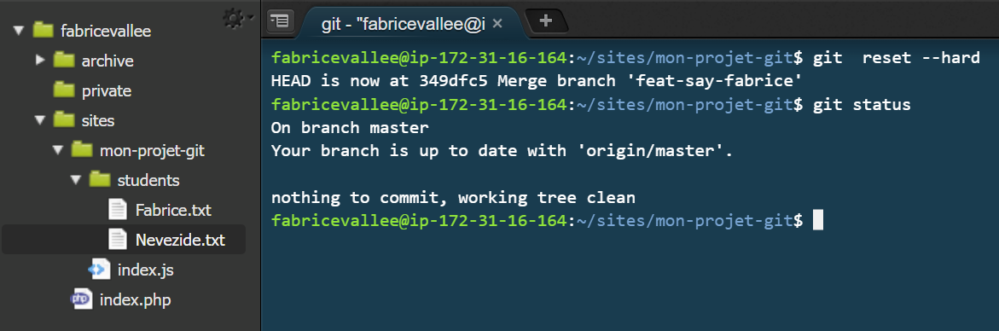 fabricevallee
archive
private
sites
mon-projet-git
students
Fabrice.txt
Nevezide.txt
index.js
php index.php
git - "fabricevallee@i ×
+
fabricevallee@ip-172-31-16-164:~/sites/mon-projet-git$ git  reset --hard
HEAD is now at 349dfc5 Merge branch 'feat-say-fabrice'
fabricevallee@ip-172-31-16-164:~/sites/mon-projet-git$ git status
On branch master
Your branch is up to date with 'origin/master'.
nothing to commit, working tree clean
fabricevallee@ip-172-31-16-164:~/sites/mon-projet-git$